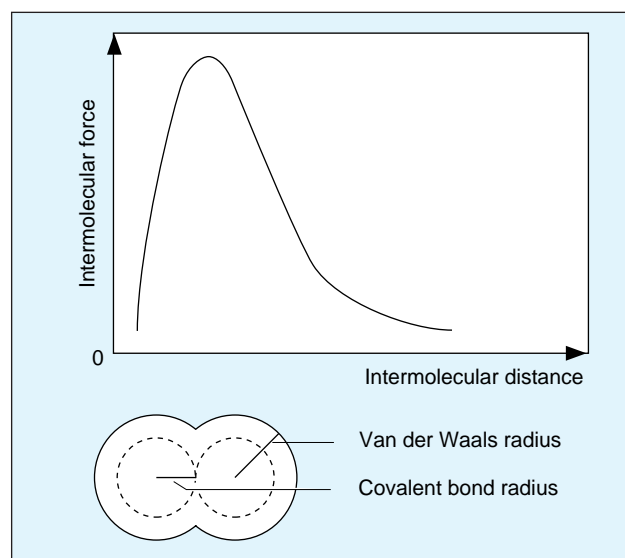 Intermolecular force
0
Intermolecular distance
Van der Waals radius
Covalent bond radius